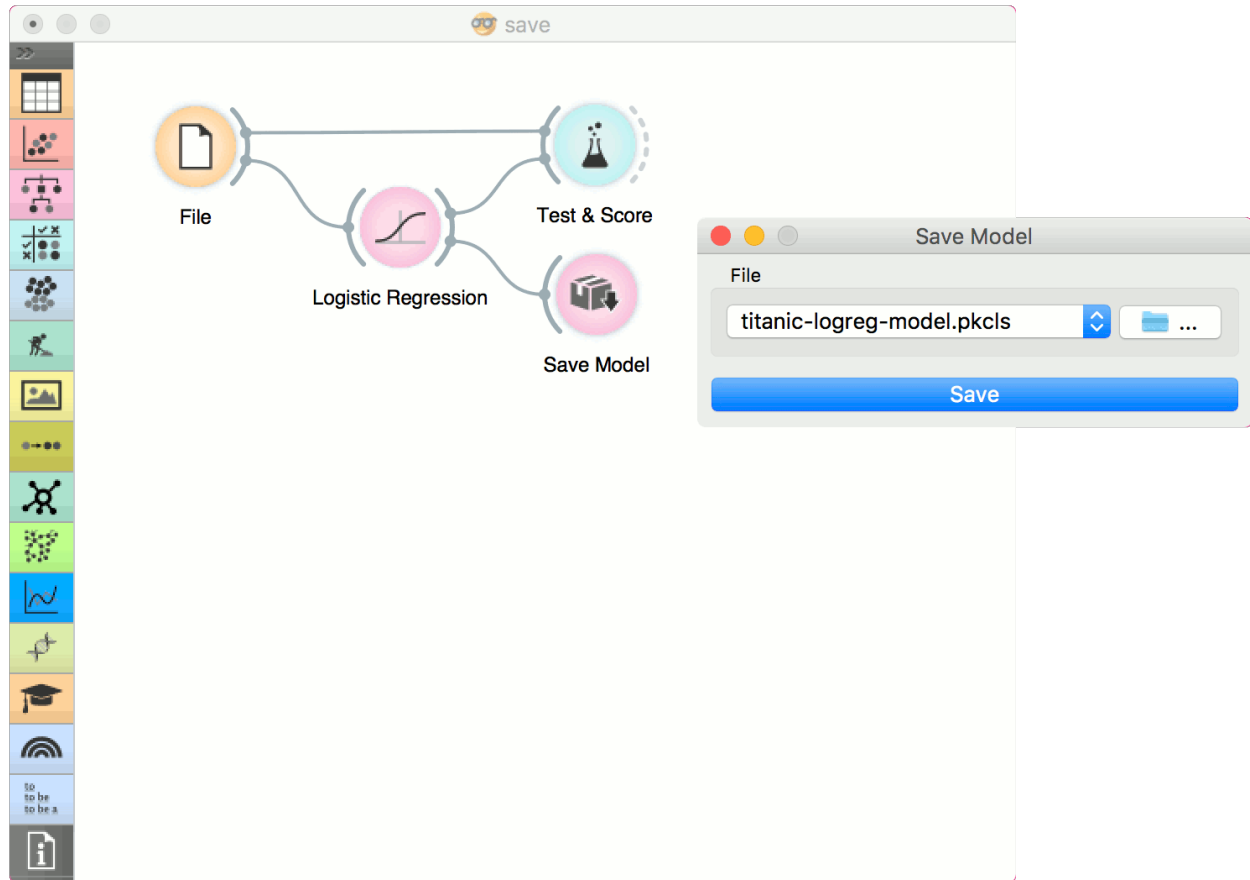 save
File
Test & Score
Logistic Regression
Save Model
Save Model
File
titanic-logreg-model.pkcls
...
Save
to
to be
to be a